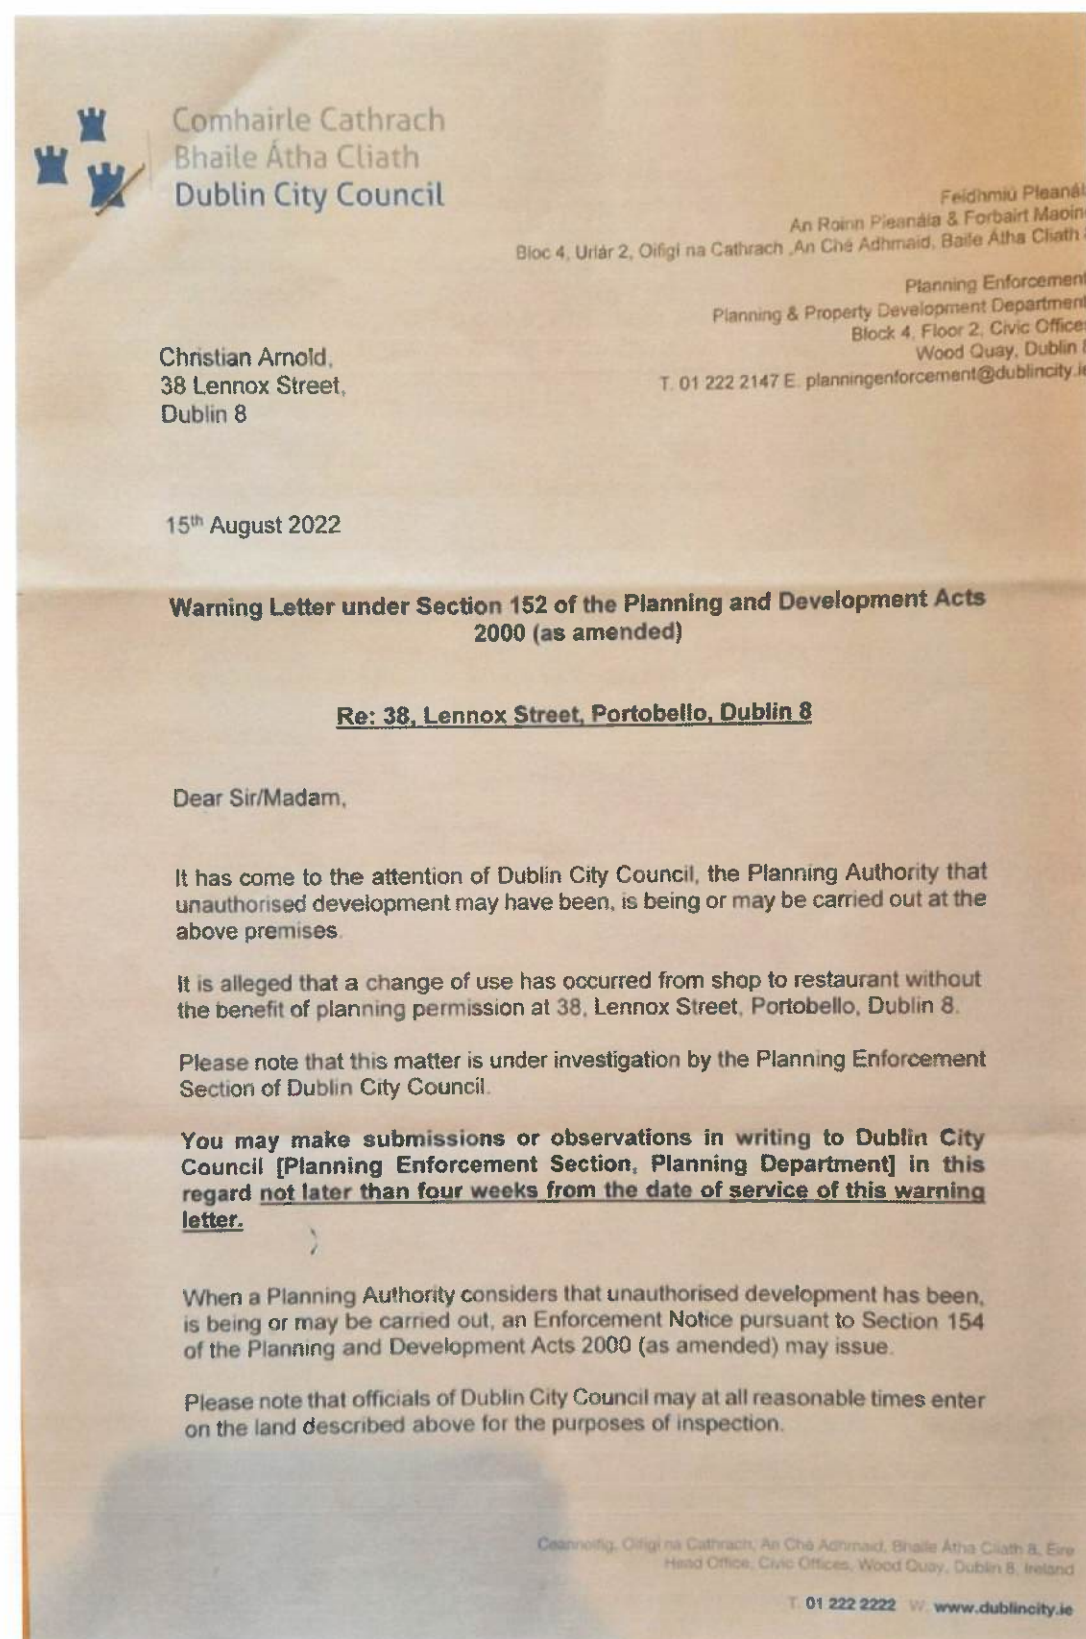 Comhairle Cathrach
Bhaile Átha Cliath
Dublin City Council
Feidhmiú Pleanál
An Roinn Pleanála & Forbairt Maoin
Bloc 4, Urlár 2, Oifigí na Cathrach ,An Ché Adhmaid, Baile Átha Cliath 8
Planning Enforcement
Planning & Property Development Department
Block 4, Floor 2, Civic Offices
Wood Quay, Dublin 8
T. 01 222 2147 E. planningenforcement@dublincity.ie
Christian Arnold,
38 Lennox Street,
Dublin 8
15th August 2022
Warning Letter under Section 152 of the Planning and Development Acts
2000 (as amended)
Re: 38, Lennox Street, Portobello, Dublin 8
Dear Sir/Madam,
It has come to the attention of Dublin City Council, the Planning Authority that
unauthorised development may have been, is being or may be carried out at the
above premises.
It is alleged that a change of use has occurred from shop to restaurant without
the benefit of planning permission at 38, Lennox Street, Portobello, Dublin 8.
Please note that this matter is under investigation by the Planning Enforcement
Section of Dublin City Council.
You may make submissions or observations in writing to Dublin City
Council [Planning Enforcement Section, Planning Department] in this
regard not later than four weeks from the date of service of this warning
letter.
When a Planning Authority considers that unauthorised development has been,
is being or may be carried out, an Enforcement Notice pursuant to Section 154
of the Planning and Development Acts 2000 (as amended) may issue.
Please note that officials of Dublin City Council may at all reasonable times enter
on the land described above for the purposes of inspection.
Ceannoifig, Oifigí na Cathrach, An Ché Adhmaid, Bhaile Átha Cliath 8, Éire
Head Office, Civic Offices, Wood Quay, Dublin 8, Ireland
T. 01 222 2222 W. www.dublincity.ie